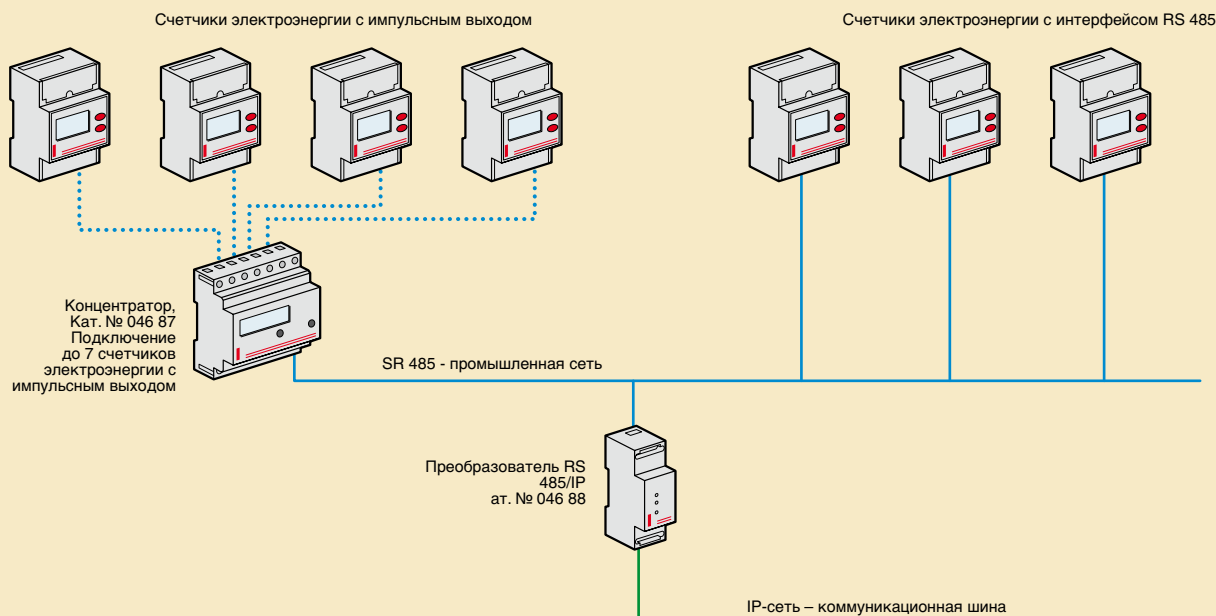 Счетчики электроэнергии с импульсным выходом
Счетчики электроэнергии с интерфейсом RS 485
Концентратор,
Кат. № 046 87
Подключение
до 7 счетчиков
электроэнергии с
импульсным выходом
SR 485 - промышленная сеть
Преобразователь RS
485/IP
ат. № 046 88
IP-сеть – коммуникационная шина